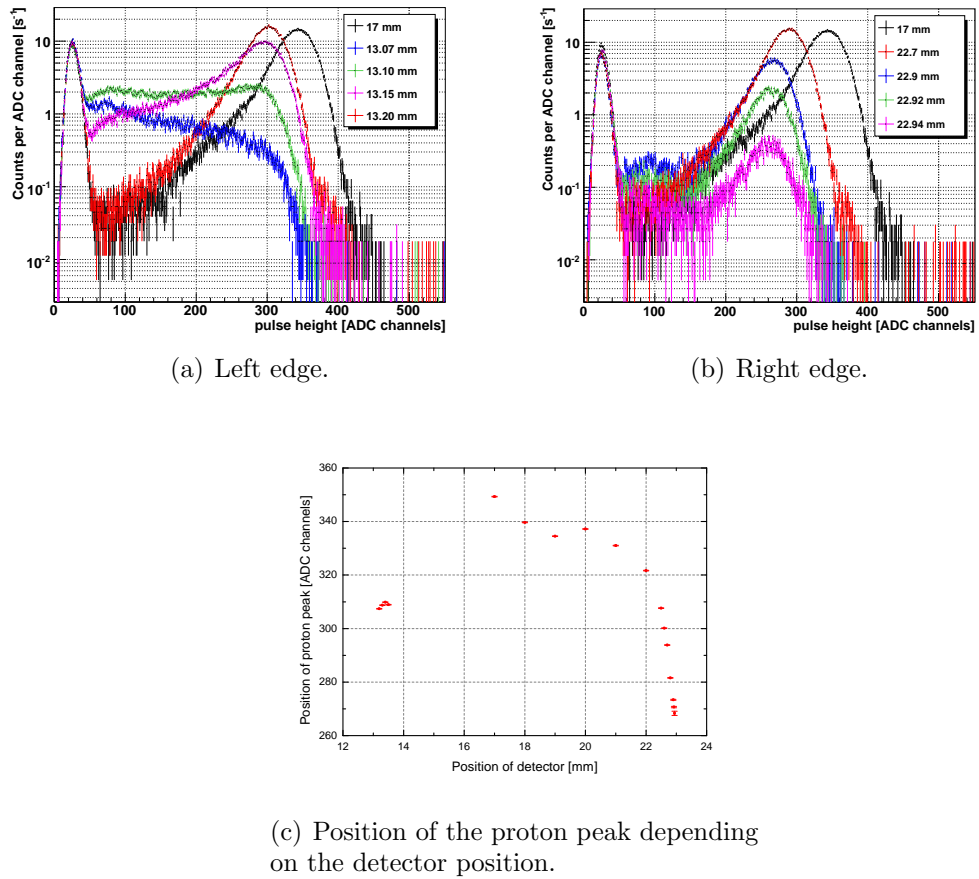 Counts per ADC channel [s⁻¹]
10
1
10⁻¹
10⁻²
0 100 200 300 400 500
pulse height [ADC channels]
17 mm
13.07 mm
13.10 mm
13.15 mm
13.20 mm
(a) Left edge.
Counts per ADC channel [s⁻¹]
10
1
10⁻¹
10⁻²
0 100 200 300 400 500
pulse height [ADC channels]
17 mm
22.7 mm
22.9 mm
22.92 mm
22.94 mm
(b) Right edge.
Position of proton peak [ADC channels]
360
340
320
300
280
260
12 14 16 18 20 22 24
Position of detector [mm]
(c) Position of the proton peak depending
on the detector position.